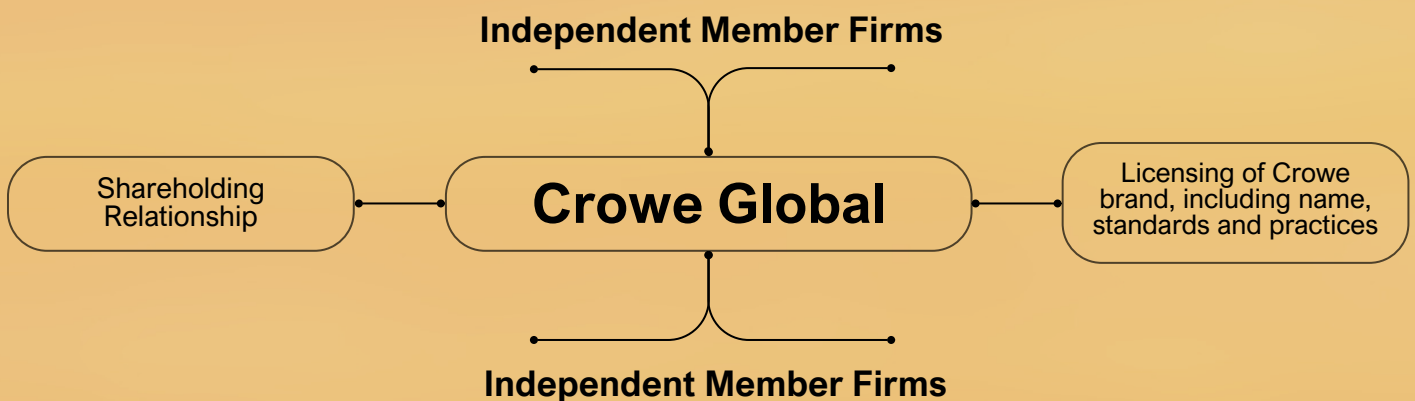 Independent Member Firms
Shareholding
Relationship
Crowe Global
Licensing of Crowe
brand, including name,
standards and practices
Independent Member Firms